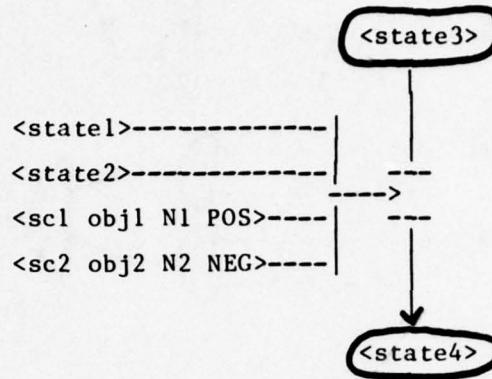 <state3>
<state1>
<state2>
<sc1 obj1 N1 POS>
<sc2 obj2 N2 NEG>
<state4>